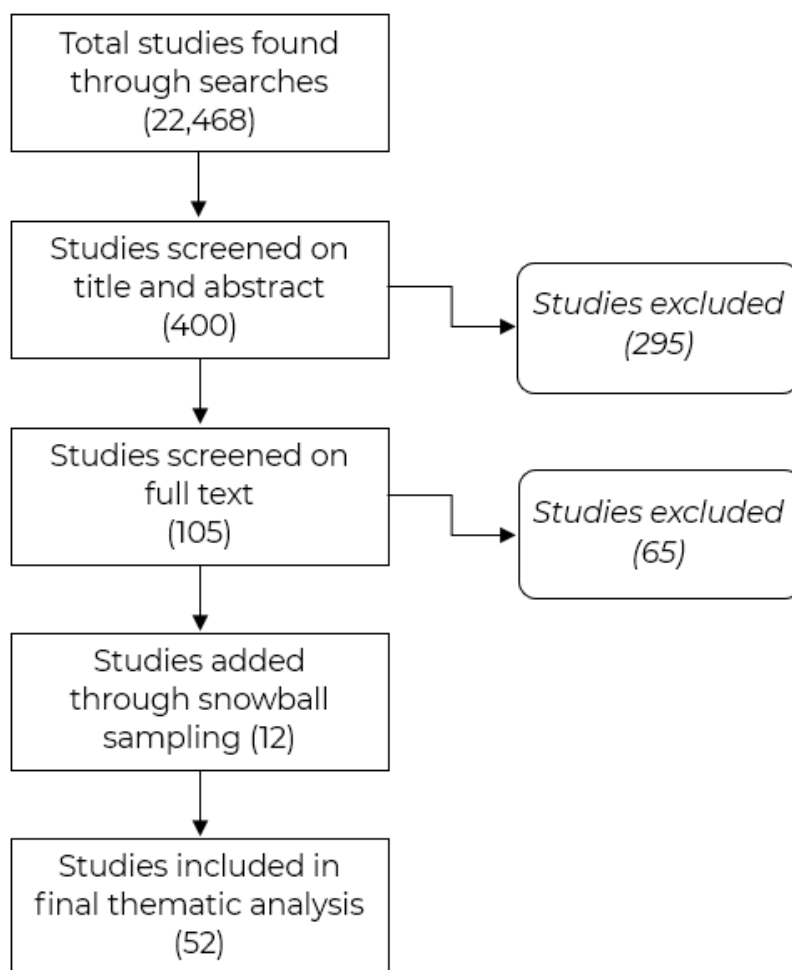 Total studies found
through searches
(22,468)
Studies screened on
title and abstract
(400)
Studies excluded
(295)
Studies screened on
full text
(105)
Studies excluded
(65)
Studies added
through snowball
sampling (12)
Studies included in
final thematic analysis
(52)